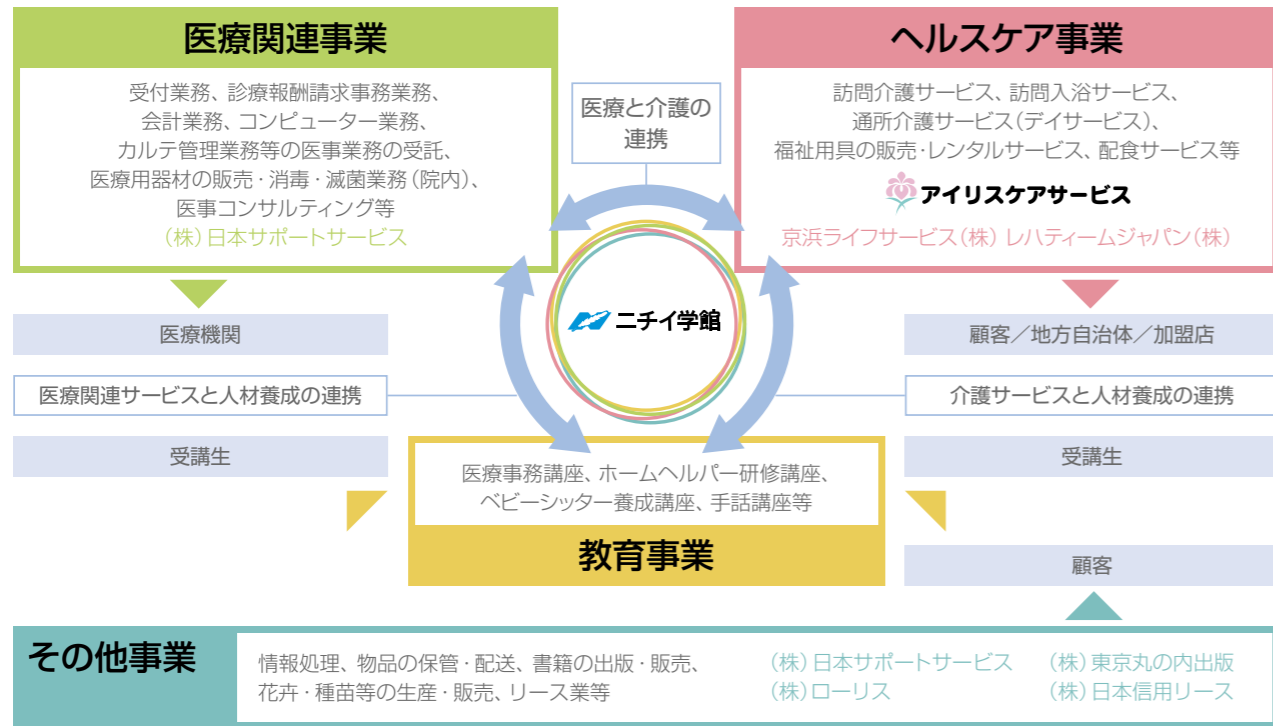 医療関連事業
受付業務、診療報酬請求事務業務、
会計業務、コンピューター業務、
カルテ管理業務等の医事業務の受託、
医療用器材の販売・消毒・滅菌業務（院内）、
医事コンサルティング等
（株）日本サポートサービス
医療と介護の
連携
ヘルスケア事業
訪問介護サービス、訪問入浴サービス、
通所介護サービス（デイサービス）、
福祉用具の販売・レンタルサービス、配食サービス等
アイリスケアサービス
京浜ライフサービス（株） レハティームジャパン（株）
ニチイ学館
医療機関
医療関連サービスと人材養成の連携
受講生
顧客／地方自治体／加盟店
介護サービスと人材養成の連携
受講生
医療事務講座、ホームヘルパー研修講座、
ベビーシッター養成講座、手話講座等
教育事業
顧客
その他事業
情報処理、物品の保管・配送、書籍の出版・販売、
花卉・種苗等の生産・販売、リース業等
（株）日本サポートサービス （株）東京丸の内出版
（株）ローリス （株）日本信用リース